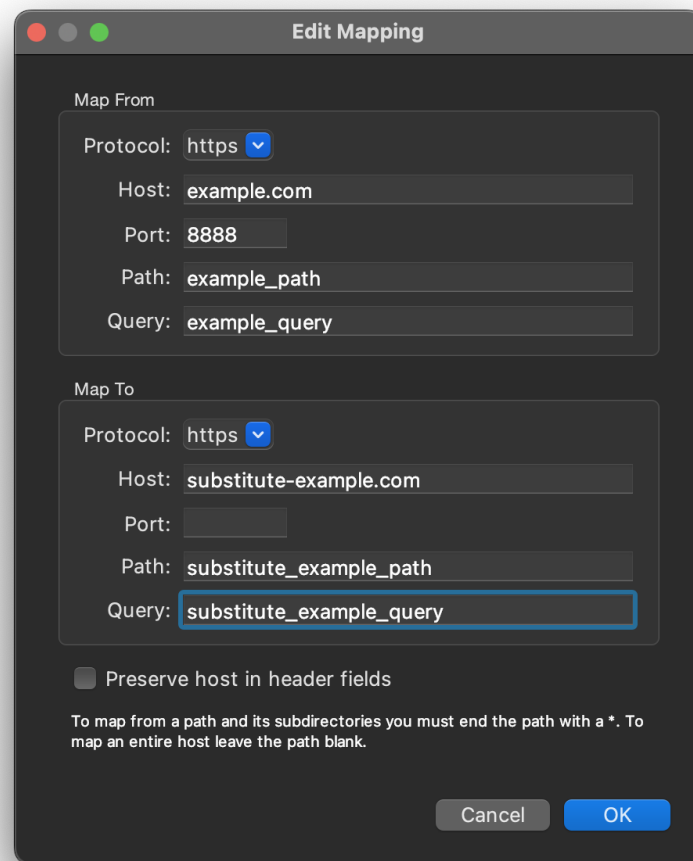 Edit Mapping
Map From
Protocol: https
Host: example.com
Port: 8888
Path: example_path
Query: example_query
Map To
Protocol: https
Host: substitute-example.com
Port:
Path: substitute_example_path
Query: substitute_example_query
Preserve host in header fields
To map from a path and its subdirectories you must end the path with a *. To
map an entire host leave the path blank.
Cancel OK